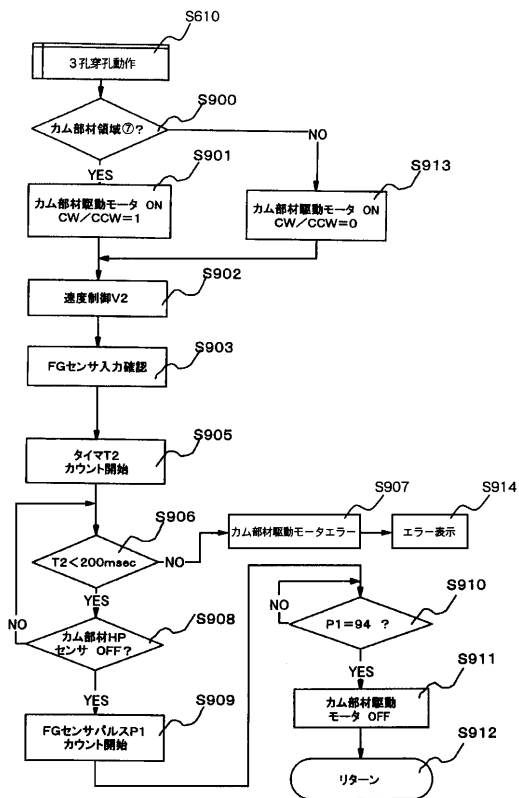 S610
3孔穿孔動作
S900
カム部材領域⑦?
NO
YES
S901
カム部材駆動モータ ON
CW/CCW=1
S913
カム部材駆動モータ ON
CW/CCW=0
S902
速度制御V2
S903
FGセンサ入力確認
S905
タイマT2
カウント開始
S906
T2<200msec
NO
YES
S907
カム部材駆動モータエラー
S914
エラー表示
S908
カム部材HP
センサ OFF?
NO
YES
S909
FGセンサパルスP1
カウント開始
S910
P1=94 ?
NO
YES
S911
カム部材駆動
モータ OFF
S912
リターン